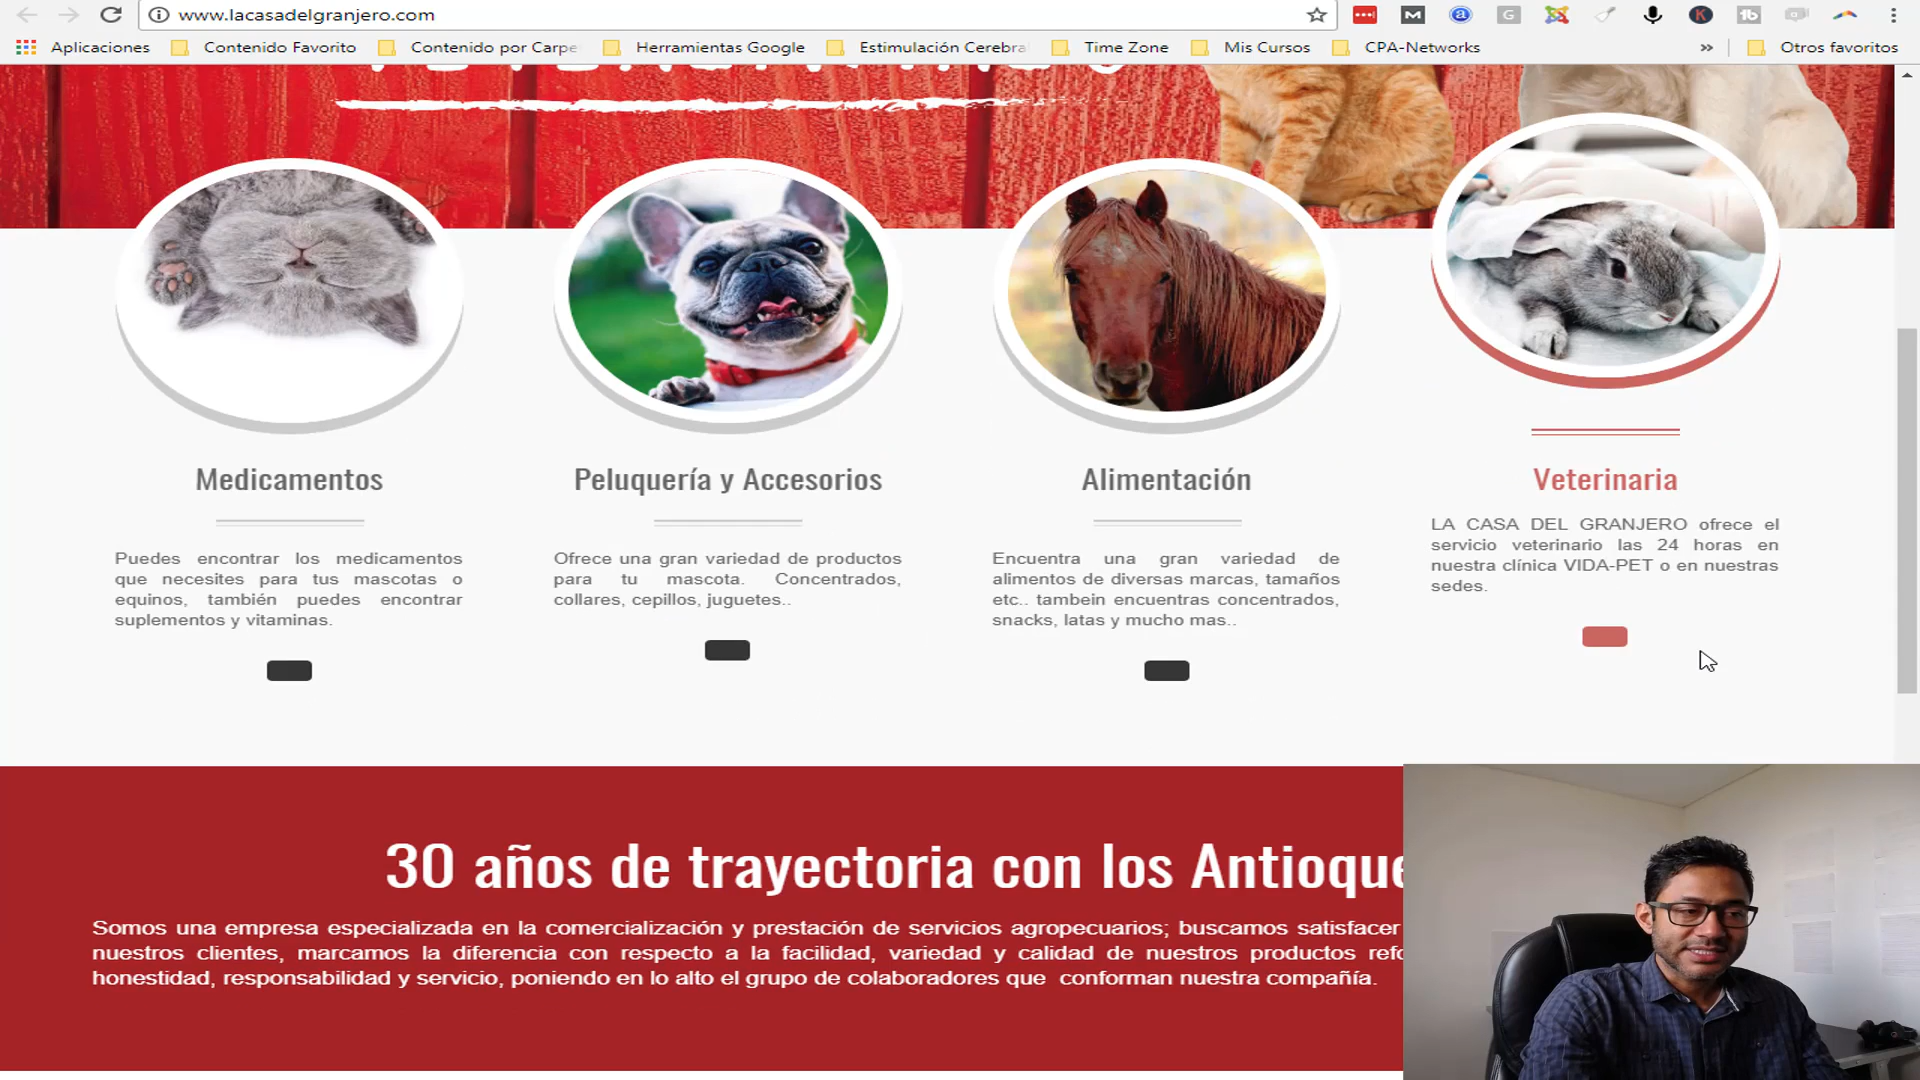 www.lacasadelgranjero.com
Aplicaciones Contenido Favorito Contenido por Carpe Herramientas Google Estimulación Cerebral Time Zone Mis Cursos CPA-Networks » Otros favoritos
Medicamentos
Puedes encontrar los medicamentos
que necesites para tus mascotas o
equinos, también puedes encontrar
suplementos y vitaminas.
Peluquería y Accesorios
Ofrece una gran variedad de productos
para tu mascota. Concentrados,
collares, cepillos, juguetes..
Alimentación
Encuentra una gran variedad de
alimentos de diversas marcas, tamaños
etc.. tambein encuentras concentrados,
snacks, latas y mucho mas..
Veterinaria
LA CASA DEL GRANJERO ofrece el
servicio veterinario las 24 horas en
nuestra clínica VIDA-PET o en nuestras
sedes.
30 años de trayectoria con los Antioque
Somos una empresa especializada en la comercialización y prestación de servicios agropecuarios; buscamos satisfacer
nuestros clientes, marcamos la diferencia con respecto a la facilidad, variedad y calidad de nuestros productos refo
honestidad, responsabilidad y servicio, poniendo en lo alto el grupo de colaboradores que conforman nuestra compañía.